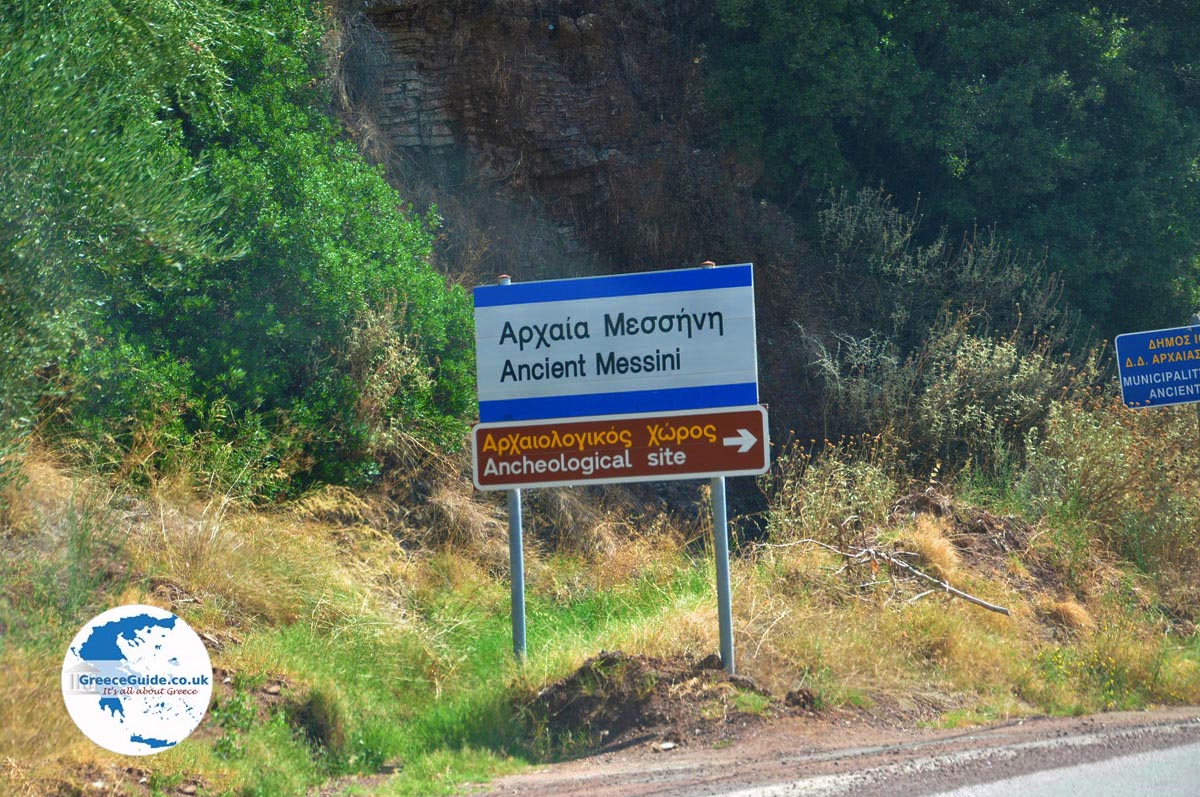 Αρχαία Μεσσήνη
Ancient Messini
Αρχαιολογικός χώρος
Ancheological site
ΔΗΜΟΣ
Δ.Δ. ΑΡΧΑΙΑΣ
MUNICIPALIT
ANCIENT
GreeceGuide.co.uk
It's all about Greece